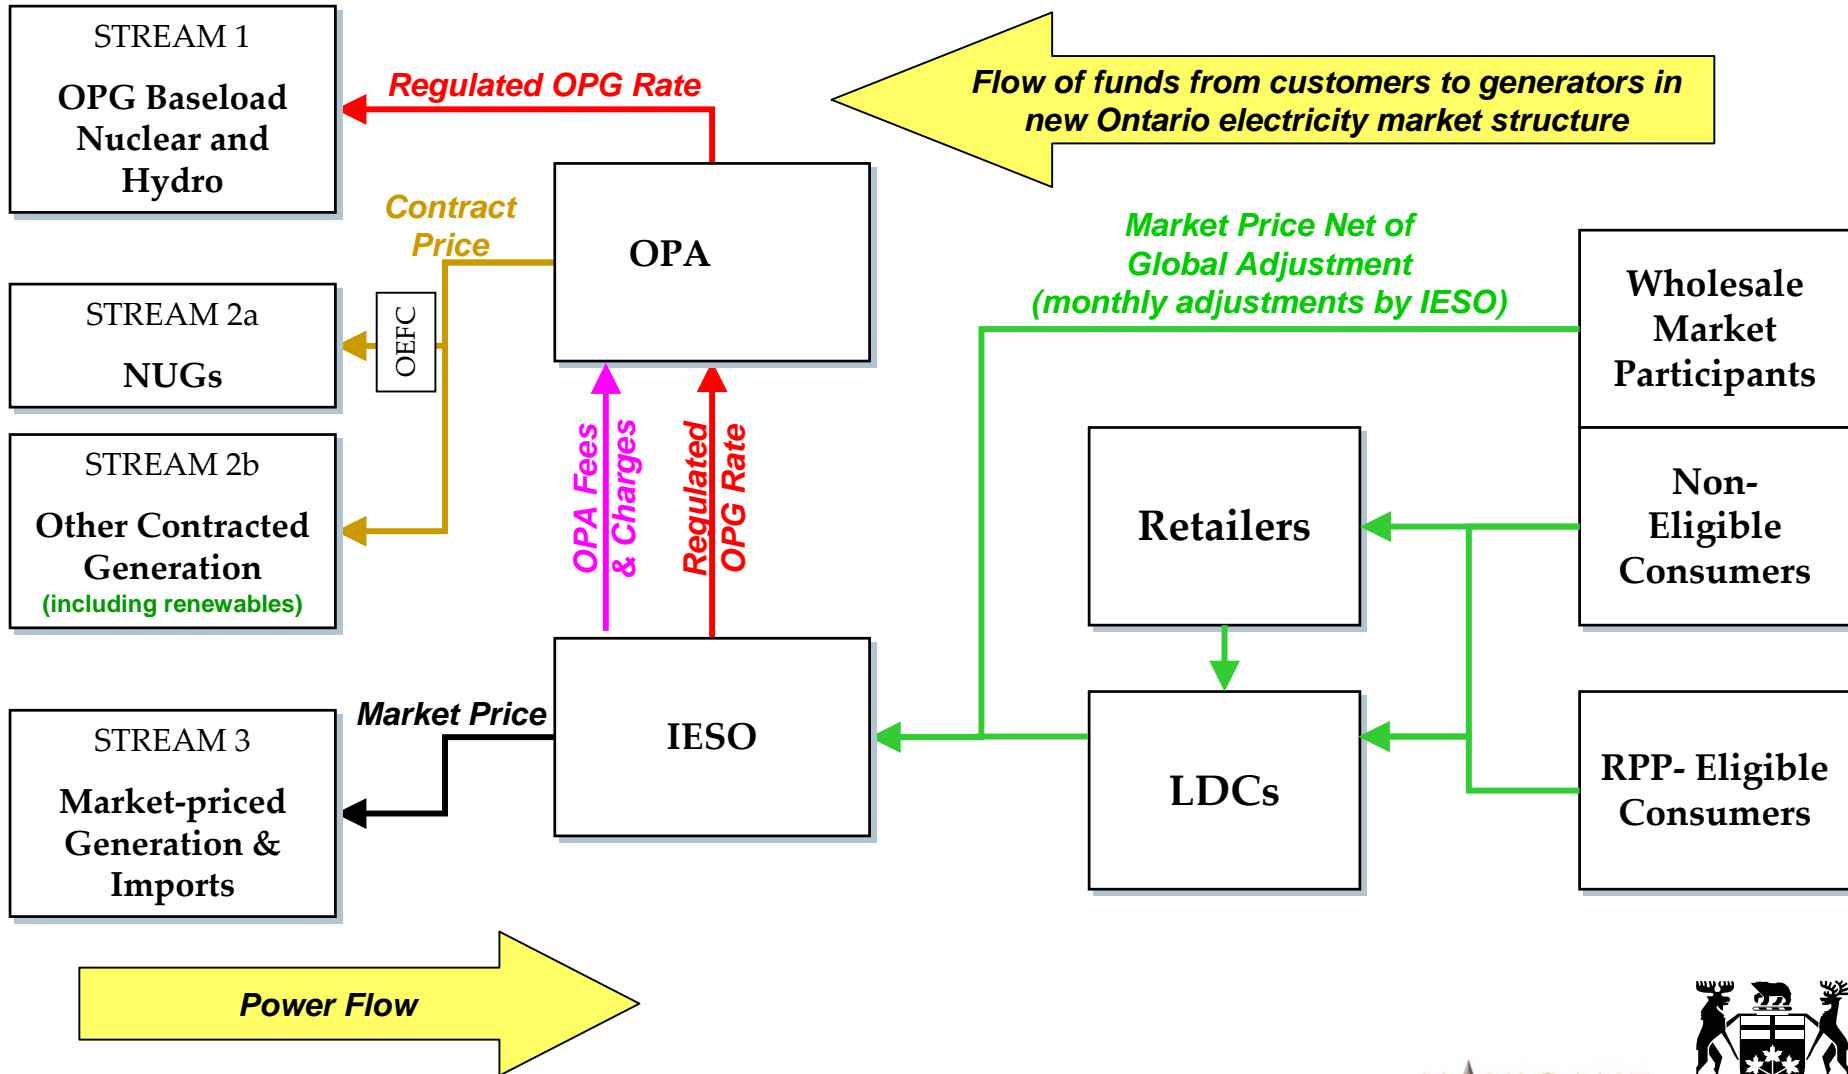 STREAM 1
OPG Baseload
Nuclear and
Hydro
Regulated OPG Rate
Flow of funds from customers to generators in
new Ontario electricity market structure
Contract
Price
OPA
Market Price Net of
Global Adjustment
(monthly adjustments by IESO)
Wholesale
Market
Participants
STREAM 2a
NUGs
OEFC
STREAM 2b
Other Contracted
Generation
(including renewables)
OPA Fees
& Charges
Regulated
OPG Rate
Retailers
Non-
Eligible
Consumers
STREAM 3
Market-priced
Generation &
Imports
Market Price
IESO
LDCs
RPP- Eligible
Consumers
Power Flow